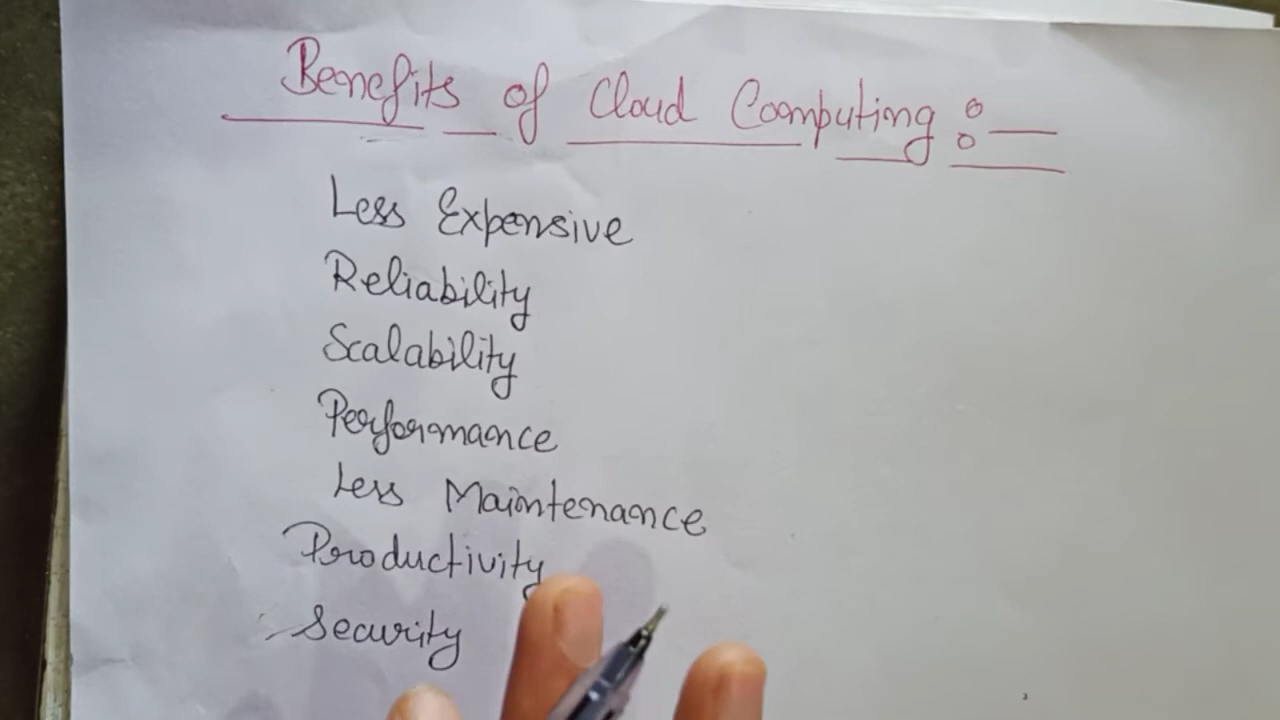 Benefits of Cloud Computing :-
Less Expensive
Reliability
Scalability
Performance
Less Maintenance
Productivity
Security